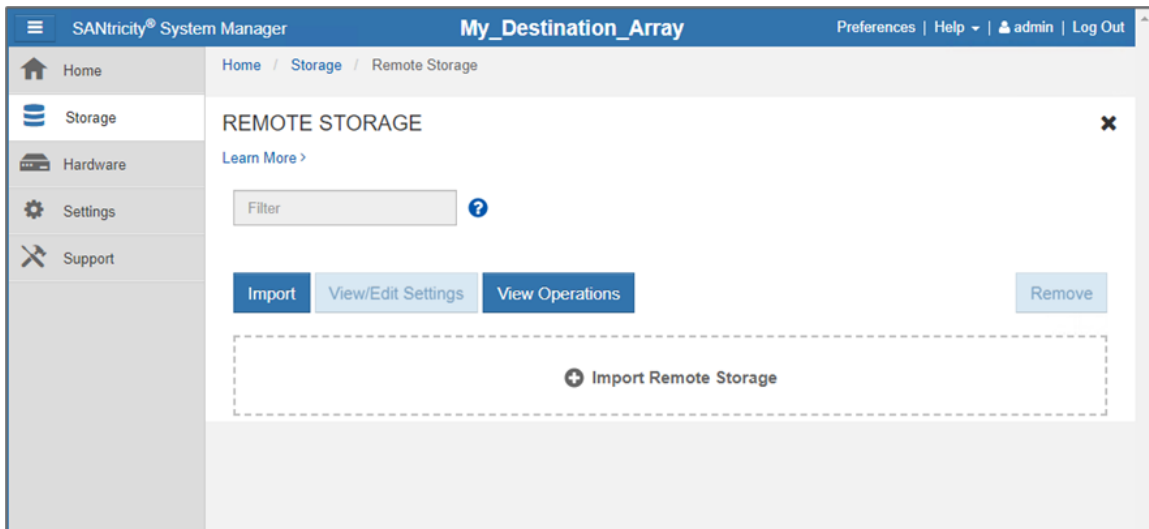 SANtricity® System Manager My_Destination_Array Preferences | Help | admin | Log Out
Home
Storage
Hardware
Settings
Support
Home / Storage / Remote Storage
REMOTE STORAGE
Learn More >
Filter
Import View/Edit Settings View Operations Remove
Import Remote Storage